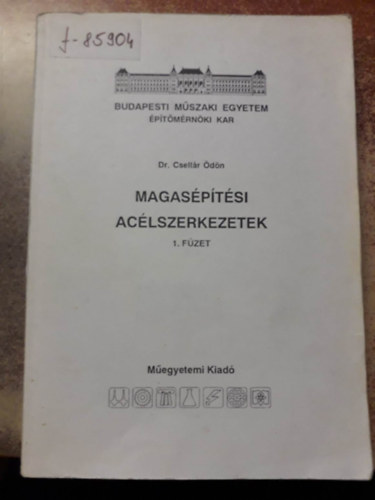 J-85904
BUDAPESTI MŰSZAKI EGYETEM
ÉPÍTŐMÉRNÖKI KAR
Dr. Csellár Ödön
MAGASÉPÍTÉSI
ACÉLSZERKEZETEK
1. FÜZET
Műegyetemi Kiadó